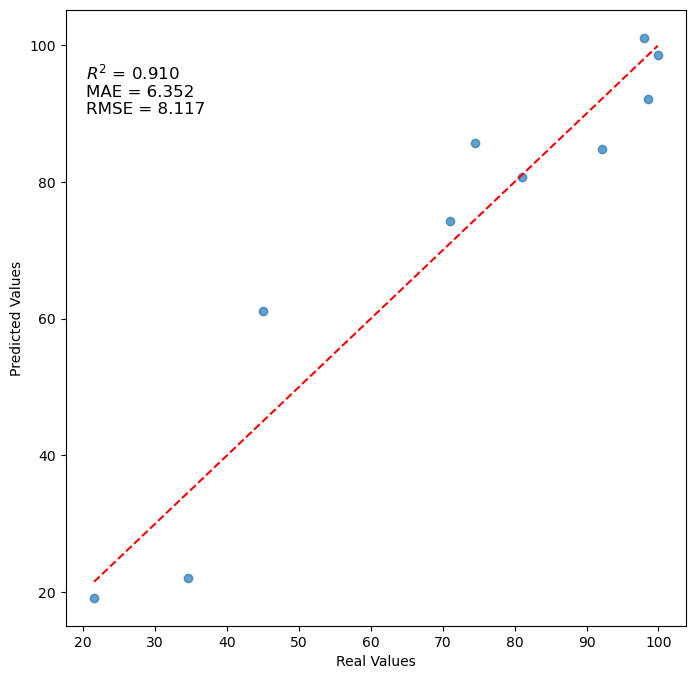 R² = 0.910
MAE = 6.352
RMSE = 8.117
100
80
60
40
20
Predicted Values
20 30 40 50 60 70 80 90 100
Real Values